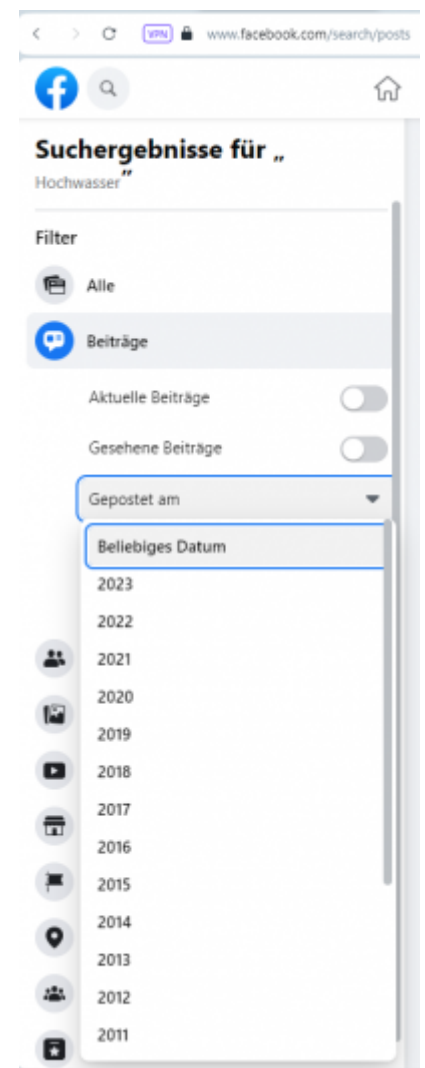 VPN www.facebook.com/search/posts
Suchergebnisse für „
Hochwasser”
Filter
Alle
Beiträge
Aktuelle Beiträge
Gesehene Beiträge
Gepostet am
Beliebiges Datum
2023
2022
2021
2020
2019
2018
2017
2016
2015
2014
2013
2012
2011